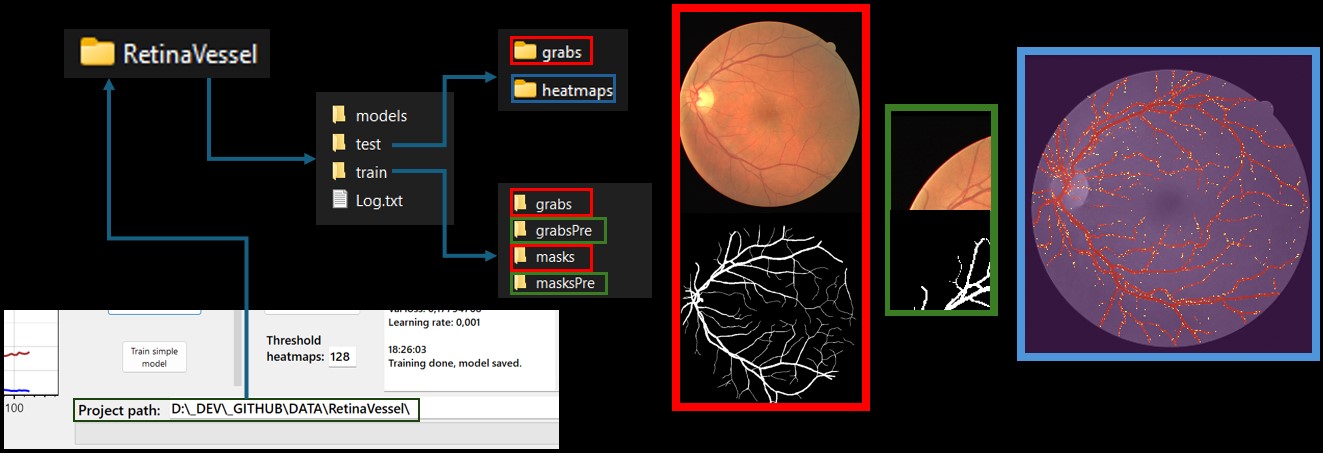 RetinaVessel
models
test
train
Log.txt
grabs
heatmaps
grabs
grabsPre
masks
masksPre
Learning rate: 0,001
18:26:03
Training done, model saved.
Threshold
heatmaps: 128
Train simple
model
100
Project path: D:\_DEV\_GITHUB\DATA\RetinaVessel\